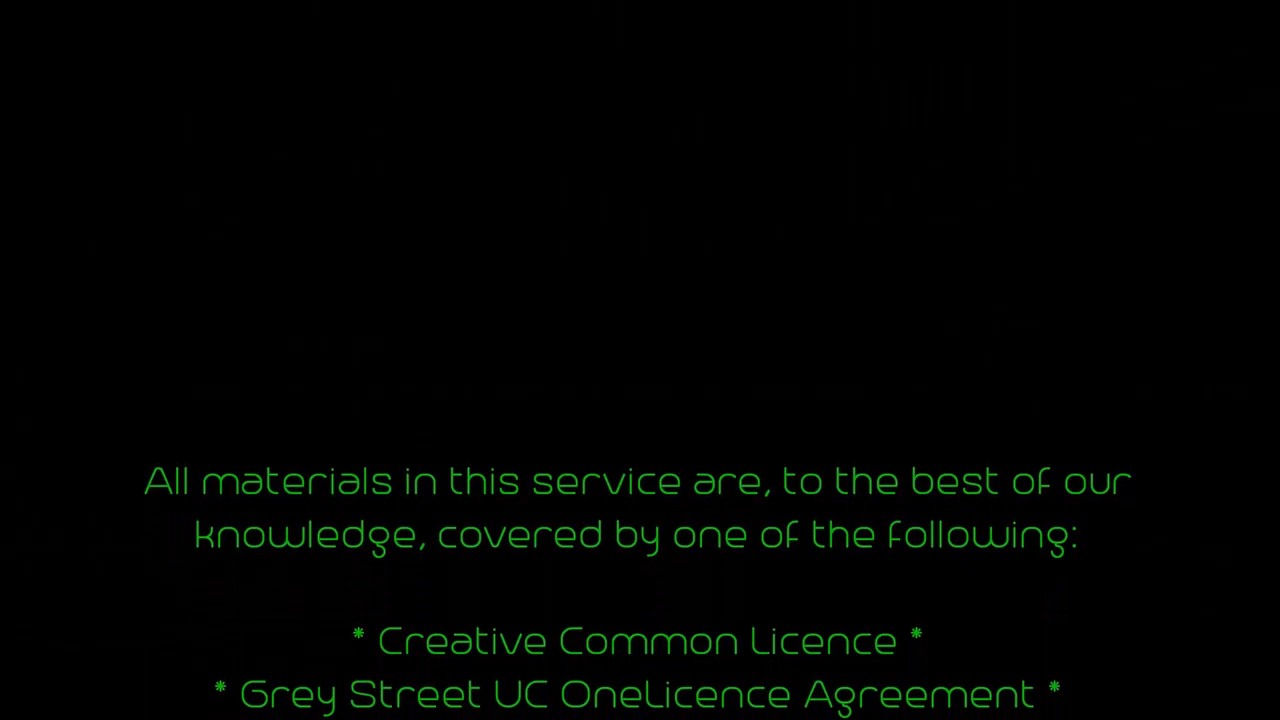 All materials in this service are, to the best of our
knowledge, covered by one of the following:
* Creative Common Licence *
* Grey Street UC OneLicence Agreement *